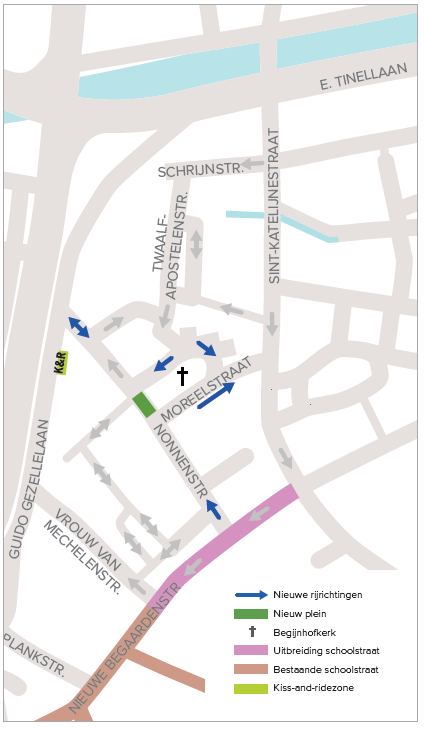 E. TINELLAAN
SCHRIJNSTR.
SINT-KATELIJNESTRAAT
TWAALF-
APOSTELENSTR.
K&R
MOREELSTRAAT
NONNENSTR.
GUIDO GEZELLELAAN
VROUW VAN
MECHELENSTR.
PLANKSTR.
NIEUWE BEGAARDENSTR.
Nieuwe rijrichtingen
Nieuw plein
Begijnhofkerk
Uitbreiding schoolstraat
Bestaande schoolstraat
Kiss-and-ridezone